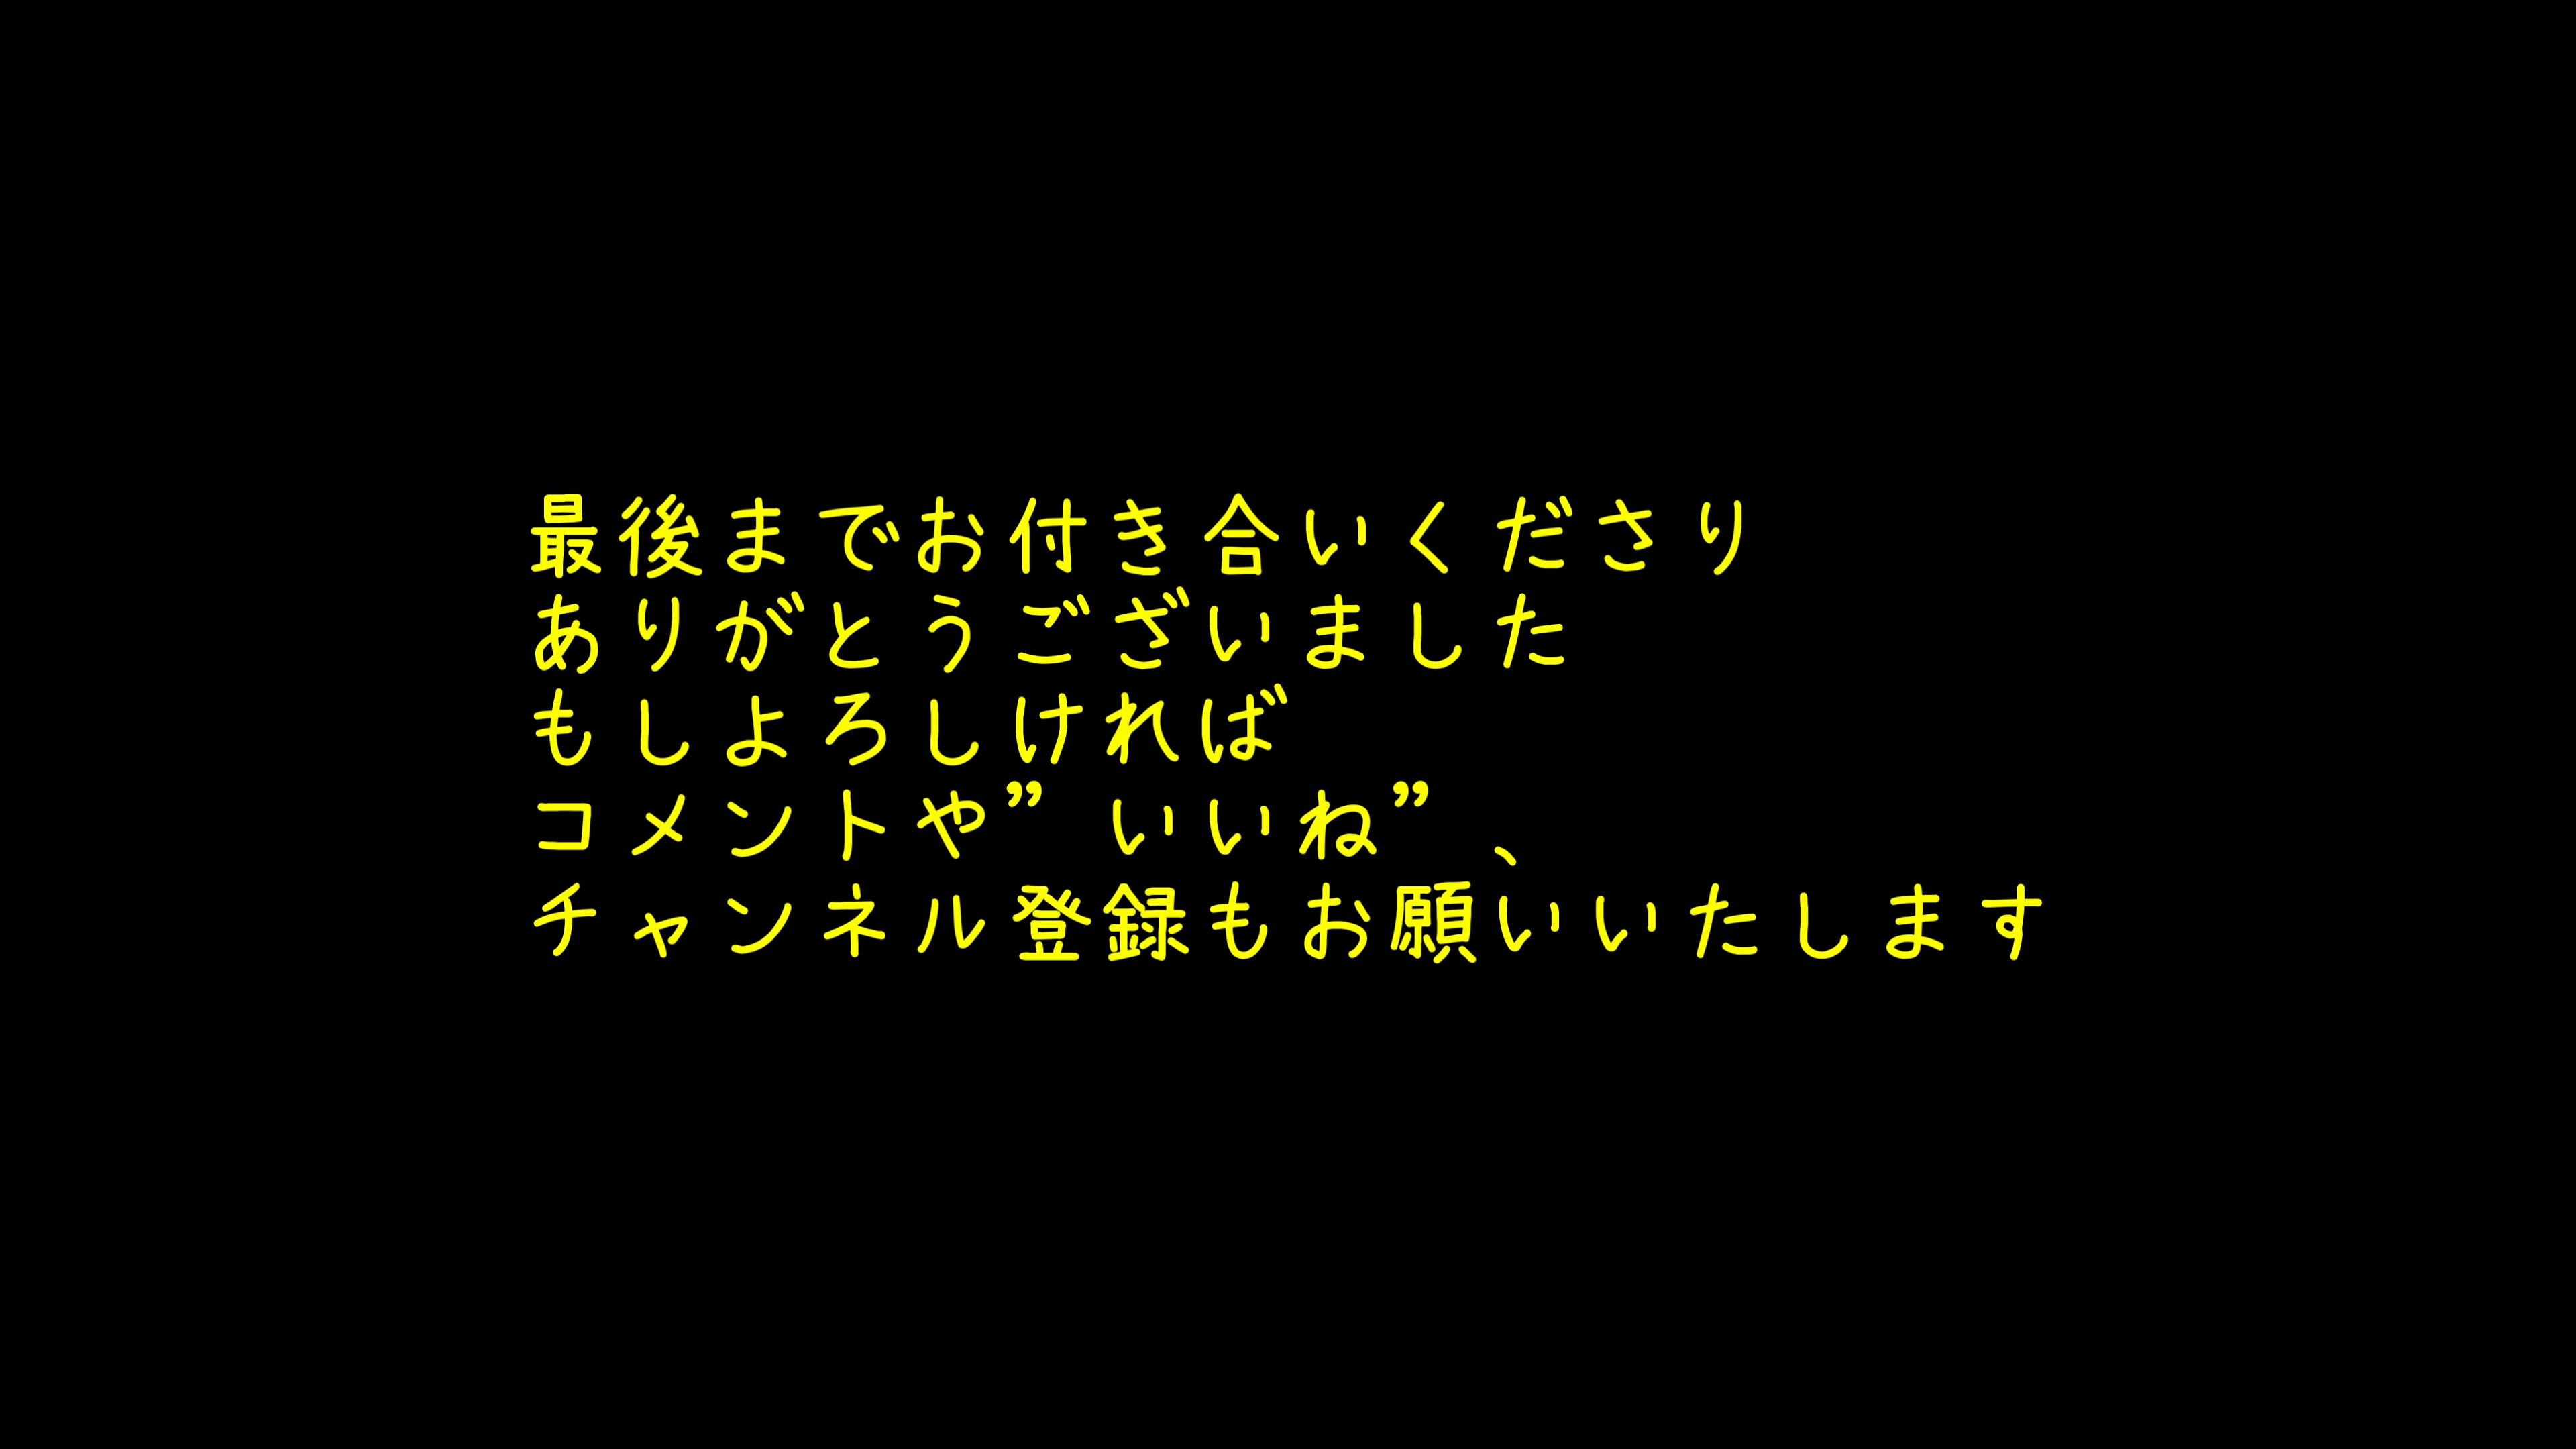 最後までお付き合いくださり
ありがとうございました
もしよろしければ
コメントや”いいね”、
チャンネル登録もお願いいたします